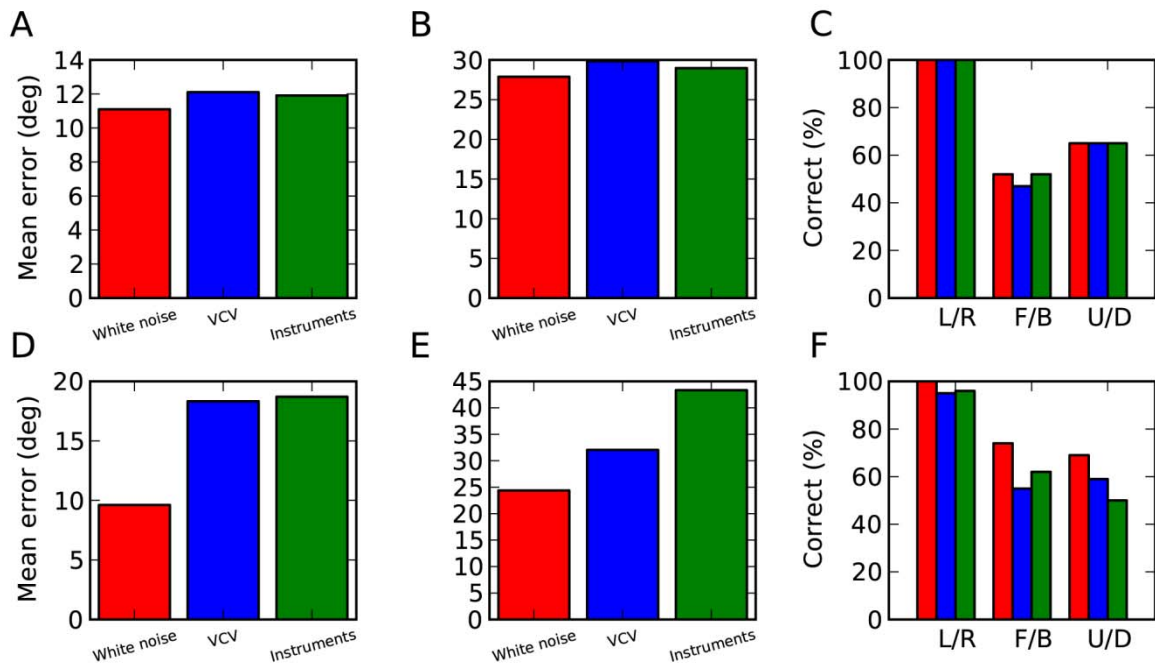 A
Mean error (deg)
14
12
10
8
6
4
2
0
White noise
VCV
Instruments
B
30
25
20
15
10
5
0
White noise
VCV
Instruments
C
Correct (%)
100
80
60
40
20
0
L/R
F/B
U/D
D
Mean error (deg)
20
15
10
5
0
White noise
VCV
Instruments
E
45
40
35
30
25
20
15
10
5
0
White noise
VCV
Instruments
F
Correct (%)
100
80
60
40
20
0
L/R
F/B
U/D